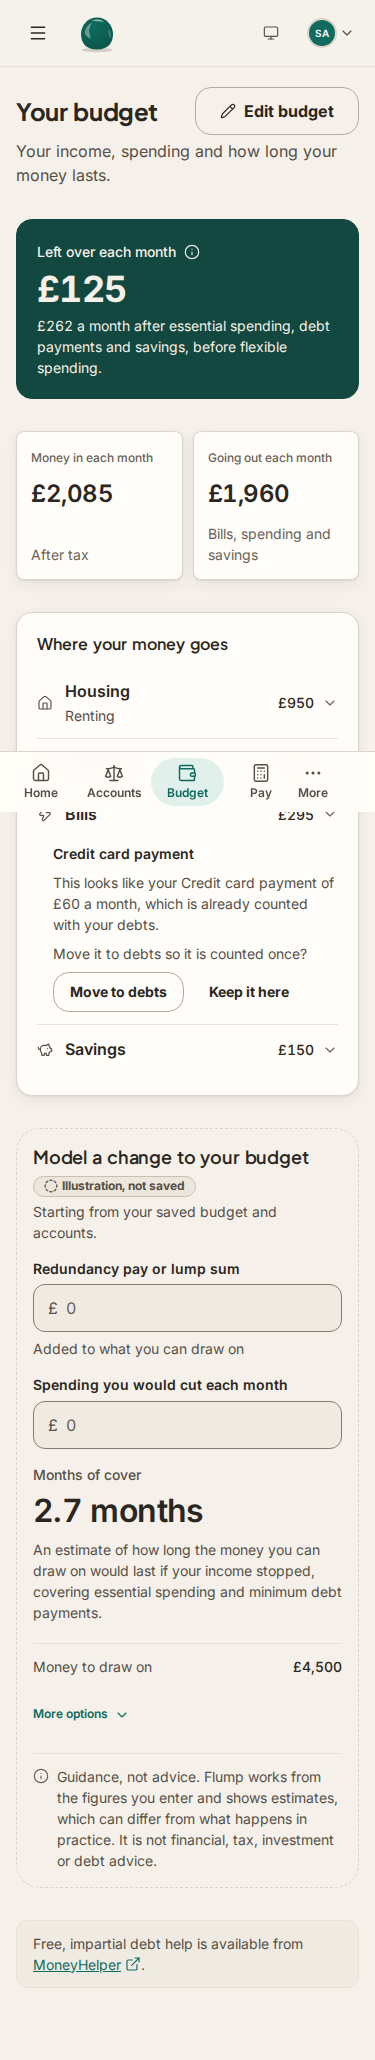 SA
Your budget
Edit budget
Your income, spending and how long your
money lasts.
Left over each month
£125
£262 a month after essential spending, debt
payments and savings, before flexible
spending.
Money in each month
£2,085
After tax
Going out each month
£1,960
Bills, spending and
savings
Where your money goes
Housing
£950
Renting
Home
Accounts
Budget
Pay
More
Bills
£295
Credit card payment
This looks like your Credit card payment of
£60 a month, which is already counted
with your debts.
Move it to debts so it is counted once?
Move to debts
Keep it here
Savings
£150
Model a change to your budget
Illustration, not saved
Starting from your saved budget and
accounts.
Redundancy pay or lump sum
£ 0
Added to what you can draw on
Spending you would cut each month
£ 0
Months of cover
2.7 months
An estimate of how long the money you can
draw on would last if your income stopped,
covering essential spending and minimum debt
payments.
Money to draw on
£4,500
More options
Guidance, not advice. Flump works from
the figures you enter and shows estimates,
which can differ from what happens in
practice. It is not financial, tax, investment
or debt advice.
Free, impartial debt help is available from
MoneyHelper.